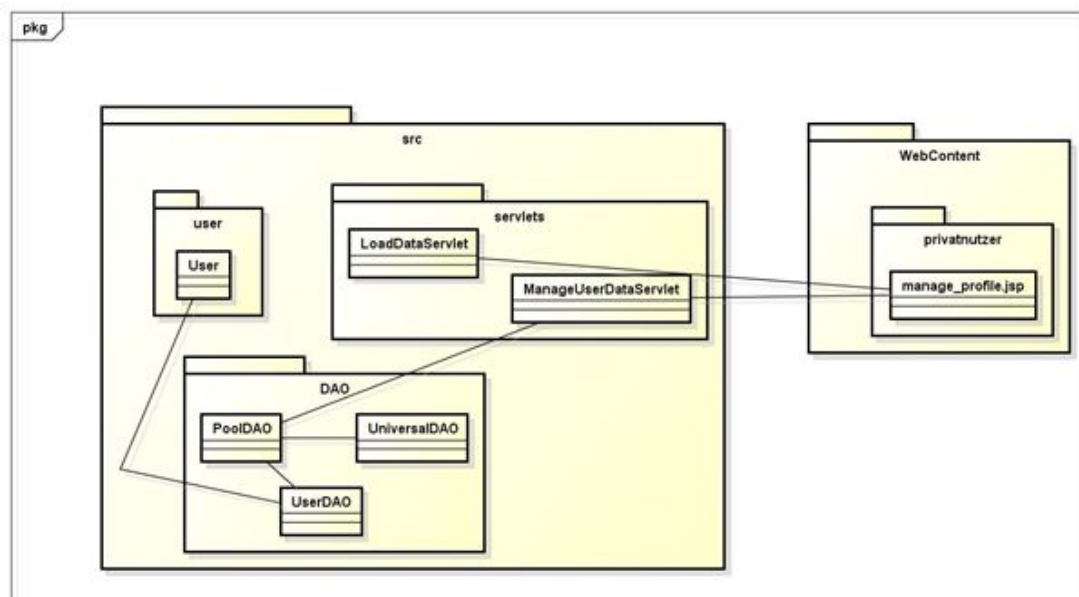 pkg
src
WebContent
user
servlets
privatnutzer
LoadDataServlet
User
ManageUserDataServlet
manage_profile.jsp
DAO
PoolDAO
UniversalDAO
UserDAO